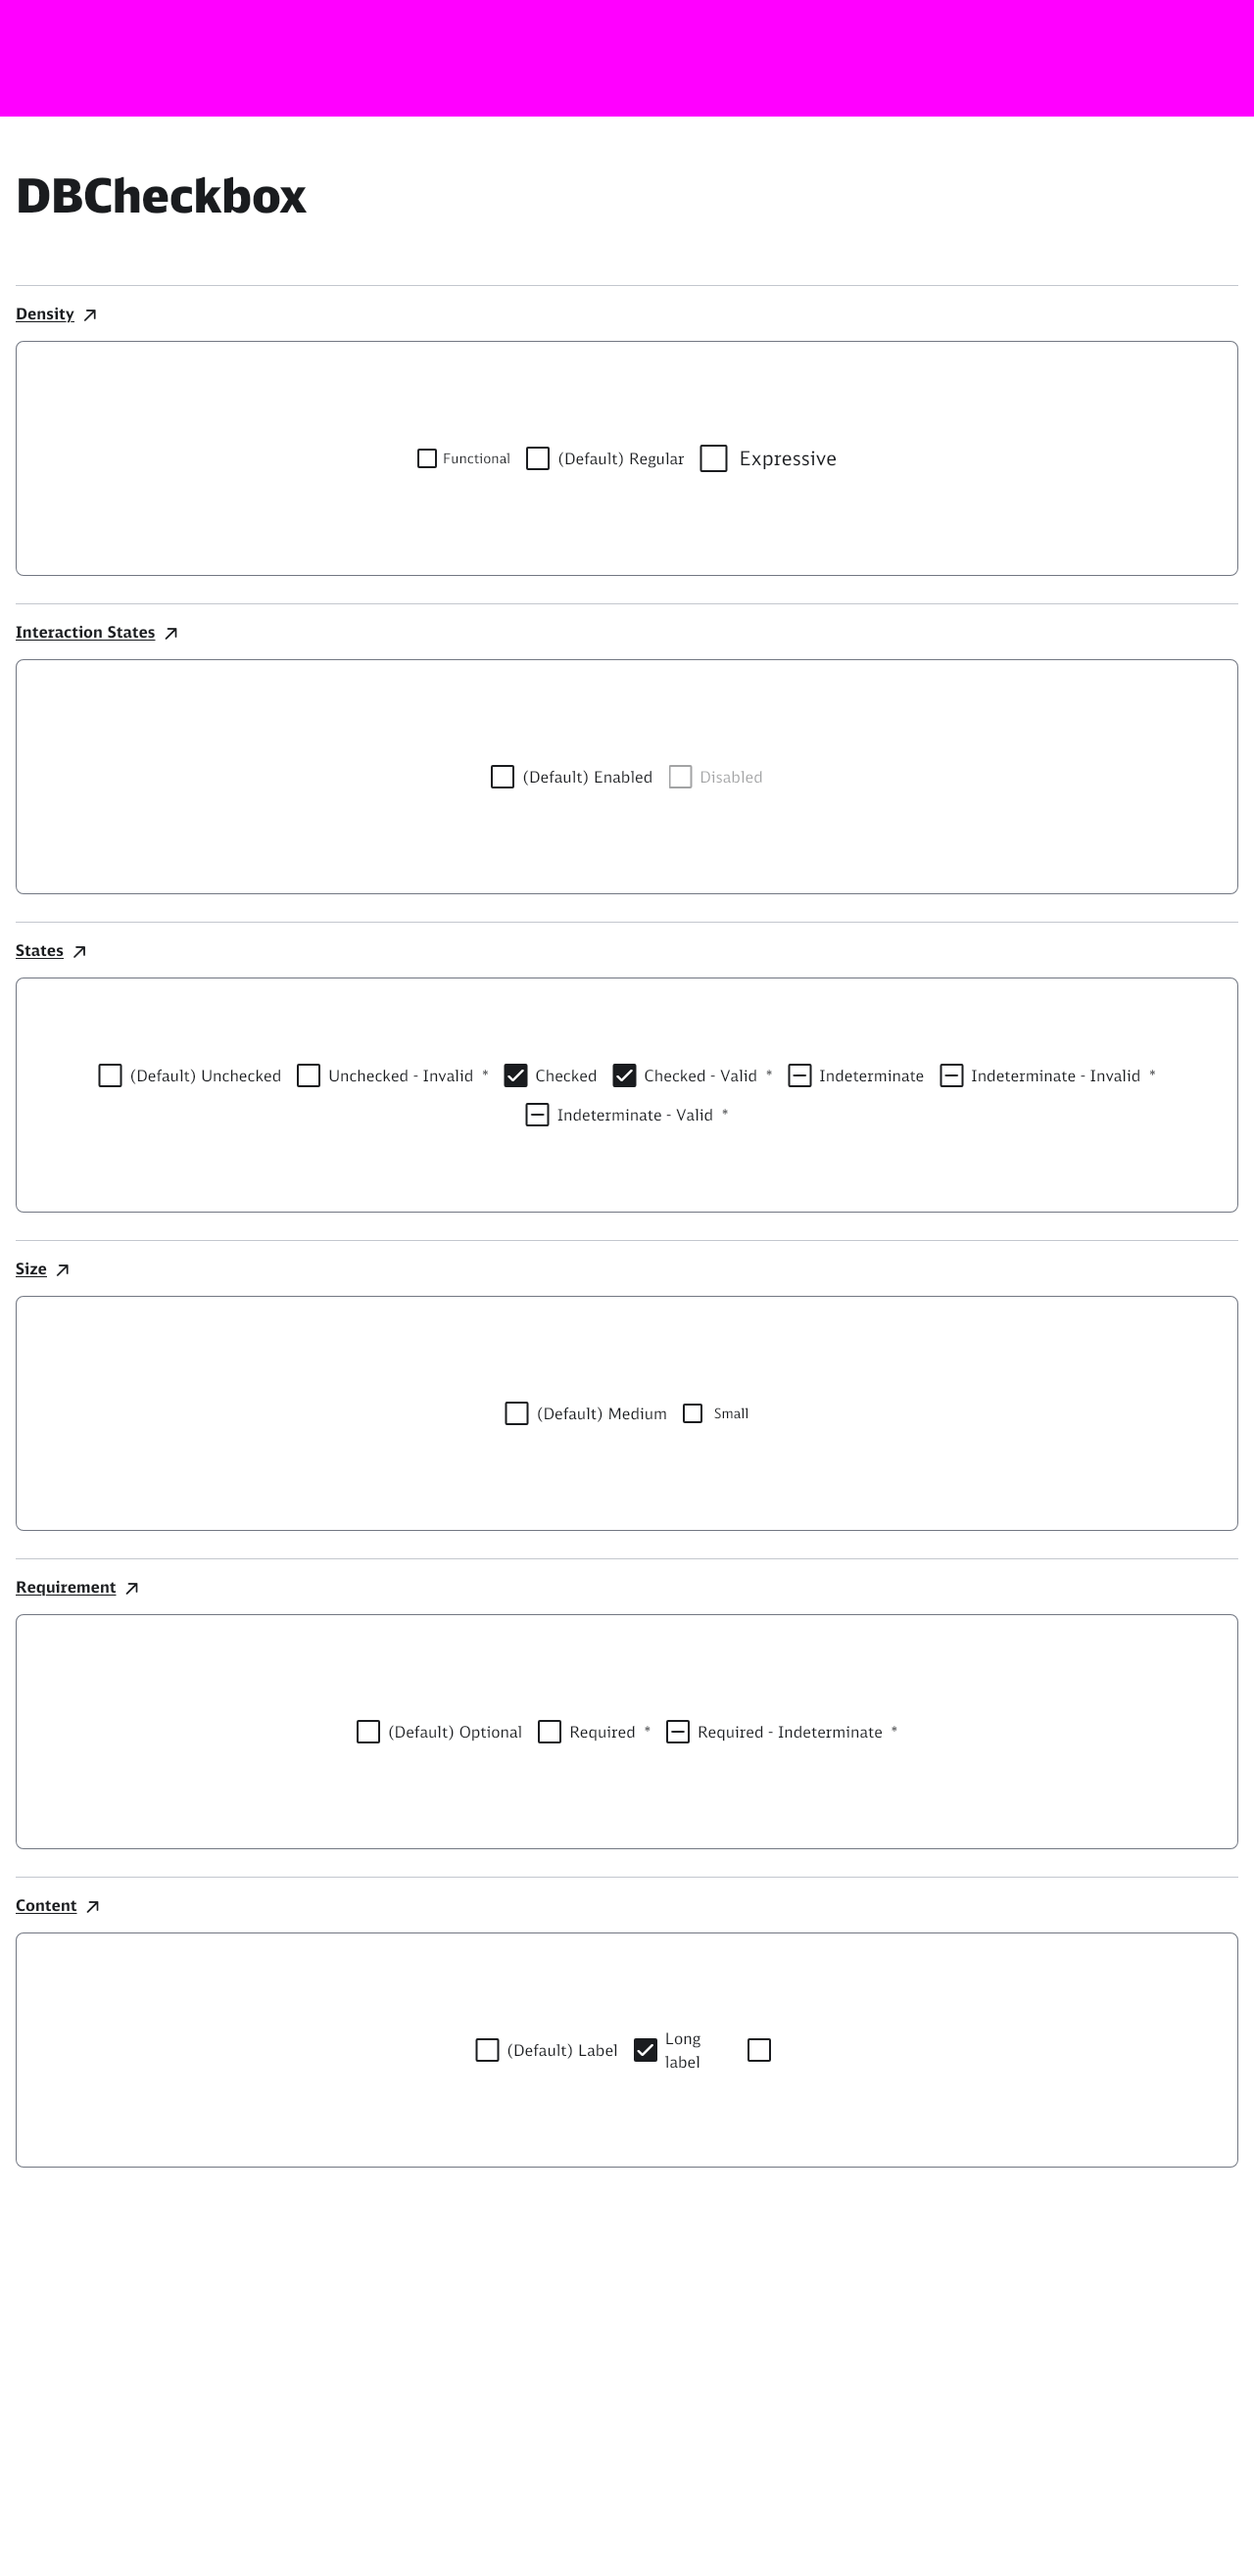 DBCheckbox
Density
Functional (Default) Regular Expressive
Interaction States
(Default) Enabled Disabled
States
(Default) Unchecked Unchecked - Invalid * Checked Checked - Valid * Indeterminate Indeterminate - Invalid *
Indeterminate - Valid *
Size
(Default) Medium Small
Requirement
(Default) Optional Required * Required - Indeterminate *
Content
(Default) Label
Long
label